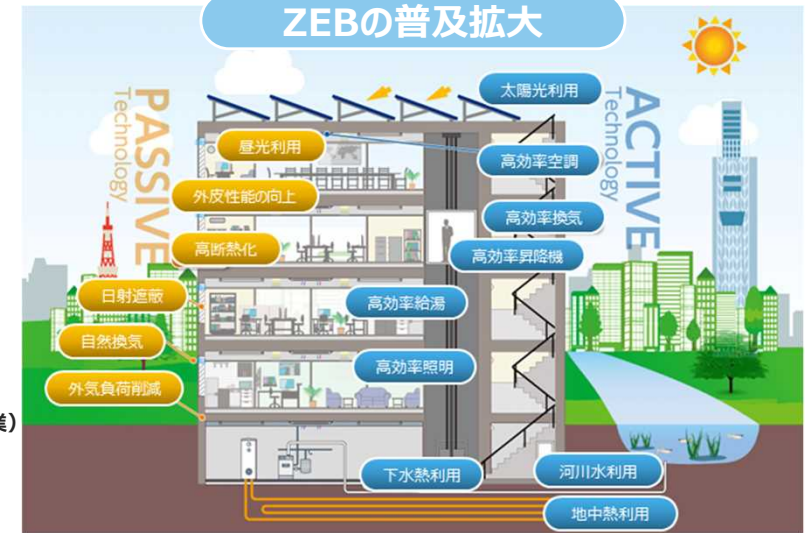 ZEBの普及拡大
PASSIVE
Technology
ACTIVE
Technology
太陽光利用
昼光利用
高効率空調
外皮性能の向上
高効率換気
高断熱化
高効率昇降機
日射遮蔽
高効率給湯
自然換気
高効率照明
外気負荷削減
業）
下水熱利用
河川水利用
地中熱利用